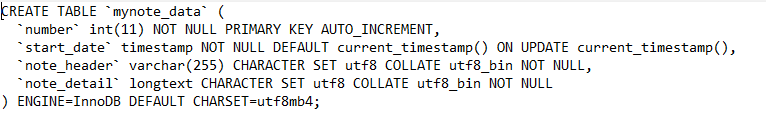 CREATE TABLE `mynote_data` (
  `number` int(11) NOT NULL PRIMARY KEY AUTO_INCREMENT,
  `start_date` timestamp NOT NULL DEFAULT current_timestamp() ON UPDATE current_timestamp(),
  `note_header` varchar(255) CHARACTER SET utf8 COLLATE utf8_bin NOT NULL,
  `note_detail` longtext CHARACTER SET utf8 COLLATE utf8_bin NOT NULL
) ENGINE=InnoDB DEFAULT CHARSET=utf8mb4;